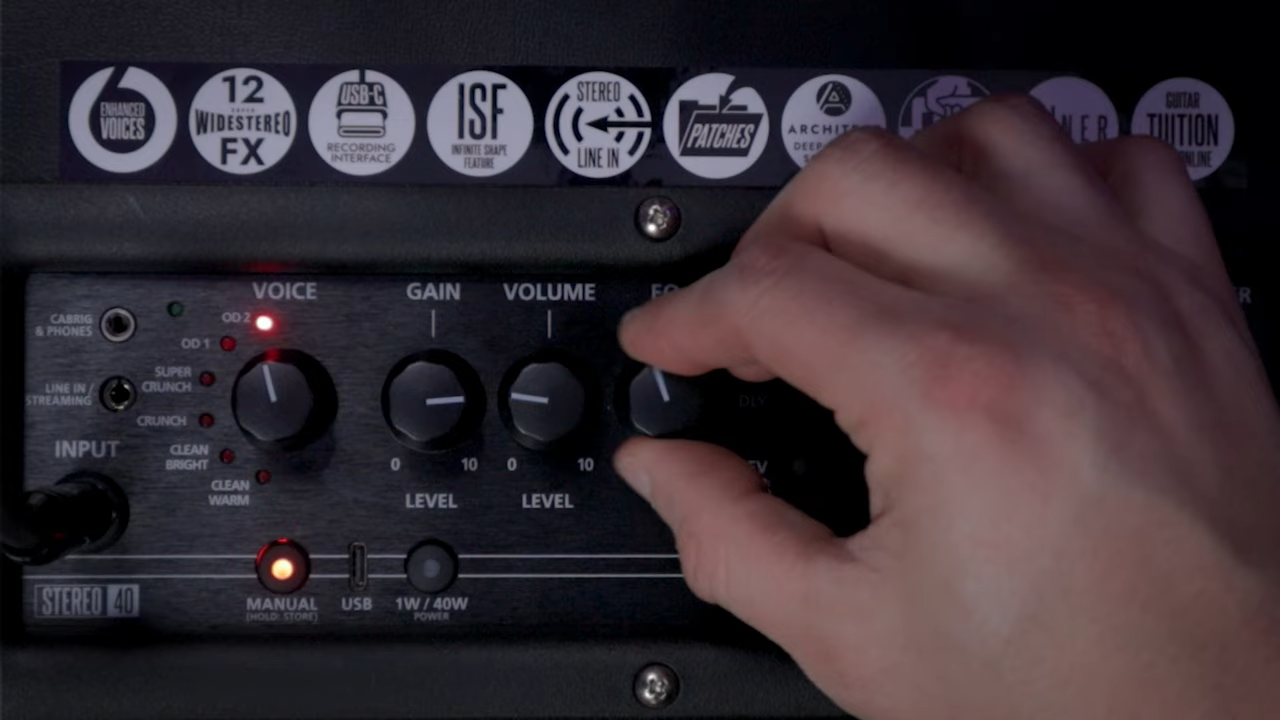 ENHANCED
VOICES
12
WIDESTEREO
FX
USB-C
RECORDING
INTERFACE
ISF
INFINITE SHAPE
FEATURE
STEREO
LINE IN
PATCHES
GUITAR
TUITION
VOICE
GAIN
VOLUME
CABRIG
& PHONES
OD 2
OD 1
SUPER
CRUNCH
LINE IN /
STREAMING
CRUNCH
DLY
INPUT
CLEAN
BRIGHT
0 10
0 10
CLEAN
WARM
LEVEL
LEVEL
STEREO 40
MANUAL
(HOLD: STORE)
USB
1W / 40W
POWER